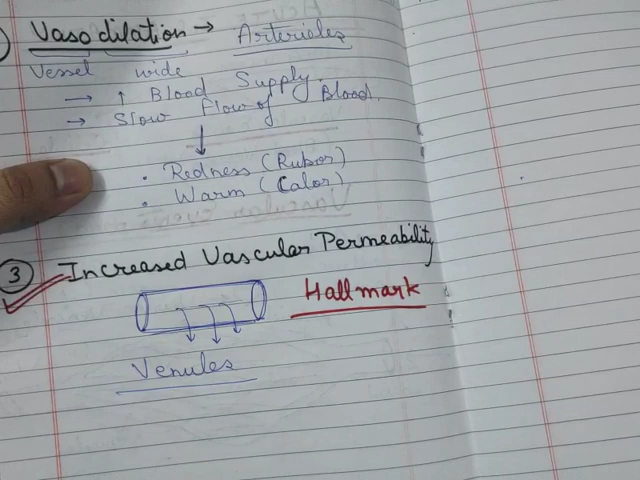 ) Vasodilation → Arterieles
Vessel wide
→ ↑ Blood Supply.
→ Slow Flow of Blood.
↓
• Redness (Rubor)
• Warm (Calor)
③ Increased Vascular Permeability
Hallmark
Venules